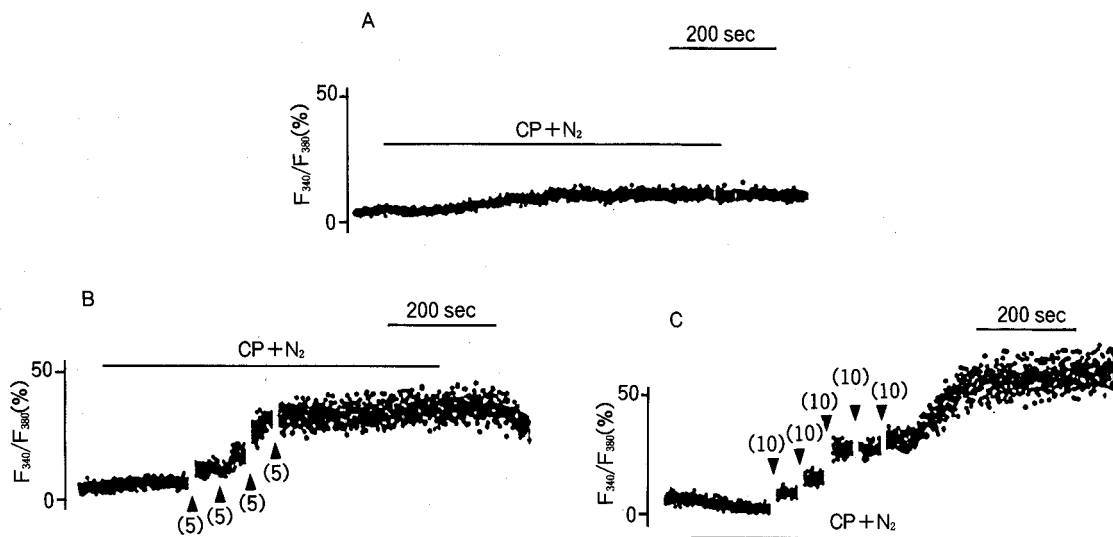 A
200 sec
50
CP+N₂
F₃₄₀/F₃₈₀(%)
0
B
200 sec
CP+N₂
50
F₃₄₀/F₃₈₀(%)
0
(5)
(5)
(5)
(5)
C
200 sec
50
(10)
(10)
(10)
(10)
(10)
F₃₄₀/F₃₈₀(%)
0
CP+N₂